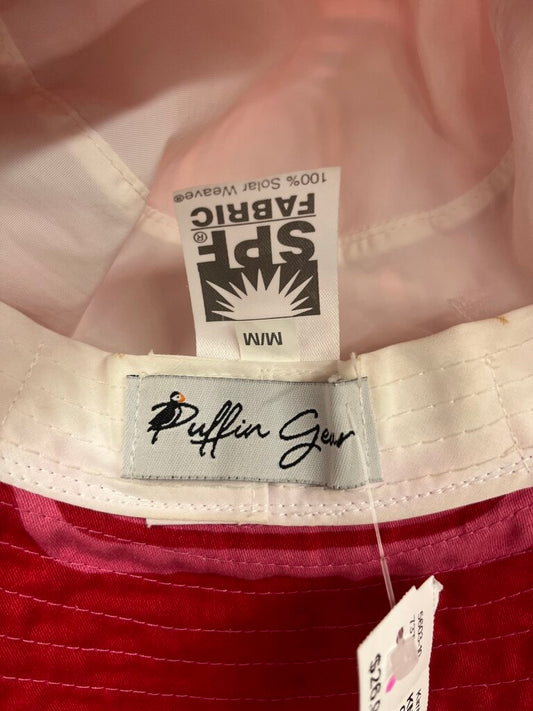 100% Solar Weave®
FABRIC
SPF®
M/M
Puffin Gear